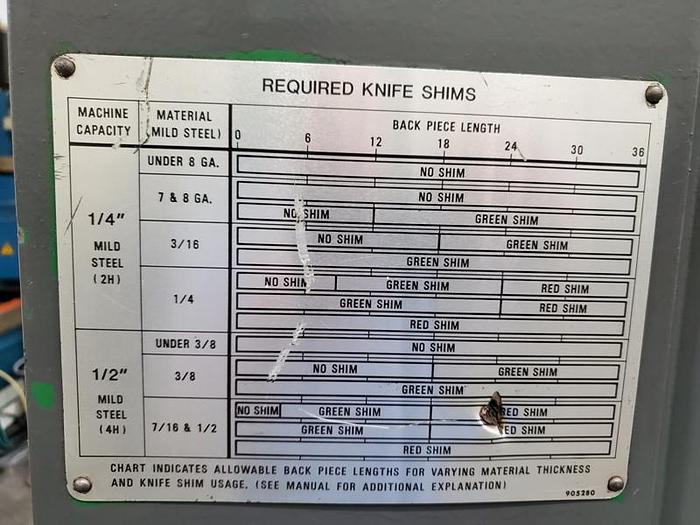 REQUIRED KNIFE SHIMS
MACHINE CAPACITY
MATERIAL (MILD STEEL)
BACK PIECE LENGTH
0 6 12 18 24 30 36
1/4" MILD STEEL (2H)
UNDER 8 GA.
NO SHIM
7 & 8 GA.
NO SHIM
NO SHIM GREEN SHIM
3/16
NO SHIM GREEN SHIM
GREEN SHIM
1/4
NO SHIM GREEN SHIM RED SHIM
GREEN SHIM RED SHIM
RED SHIM
1/2" MILD STEEL (4H)
UNDER 3/8
NO SHIM
3/8
NO SHIM GREEN SHIM
GREEN SHIM
7/16 & 1/2
NO SHIM GREEN SHIM RED SHIM
GREEN SHIM RED SHIM
RED SHIM
CHART INDICATES ALLOWABLE BACK PIECE LENGTHS FOR VARYING MATERIAL THICKNESS
AND KNIFE SHIM USAGE. (SEE MANUAL FOR ADDITIONAL EXPLANATION)
905280